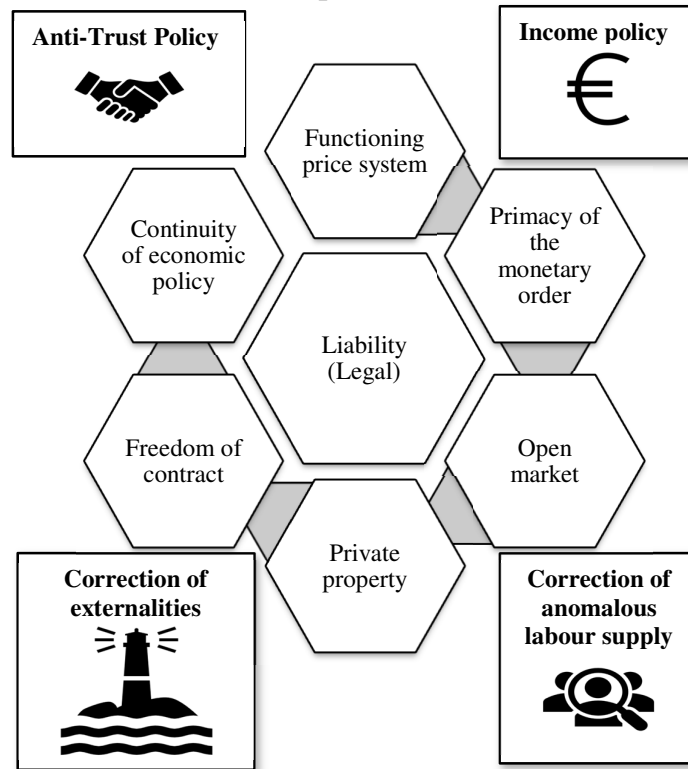 Anti-Trust Policy
Income policy
Functioning
price system
Continuity
of economic
policy
Primacy of
the
monetary
order
Liability
(Legal)
Freedom of
contract
Open
market
Private
property
Correction of
externalities
Correction of
anomalous
labour supply